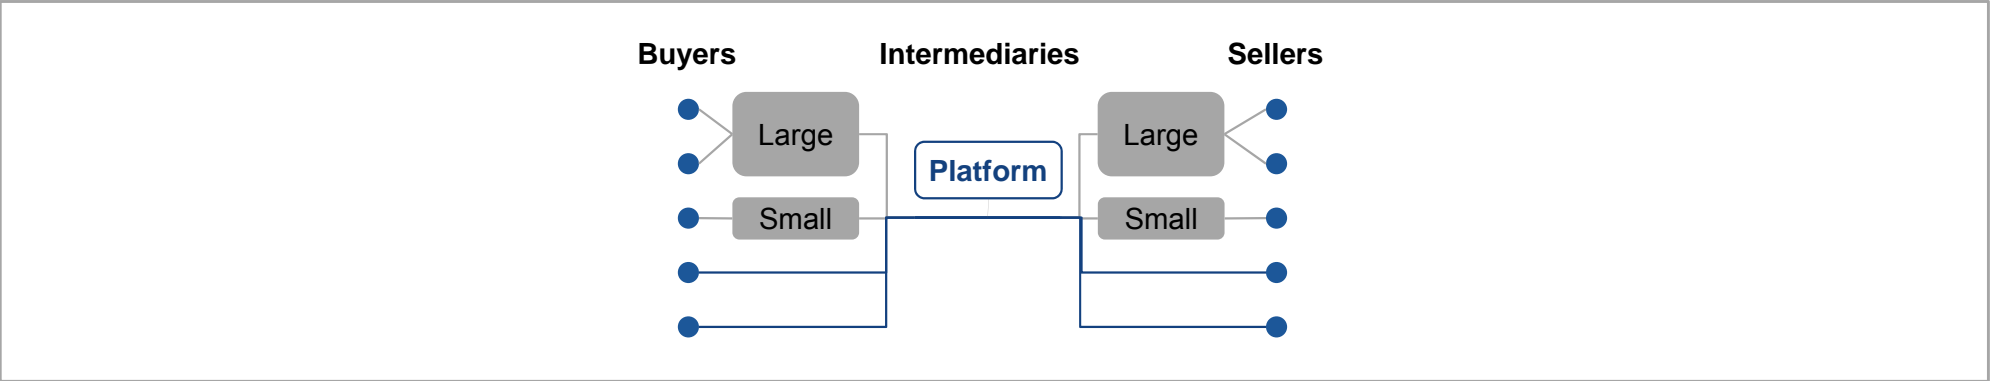 Buyers
Intermediaries
Sellers
Large
Large
Platform
Small
Small